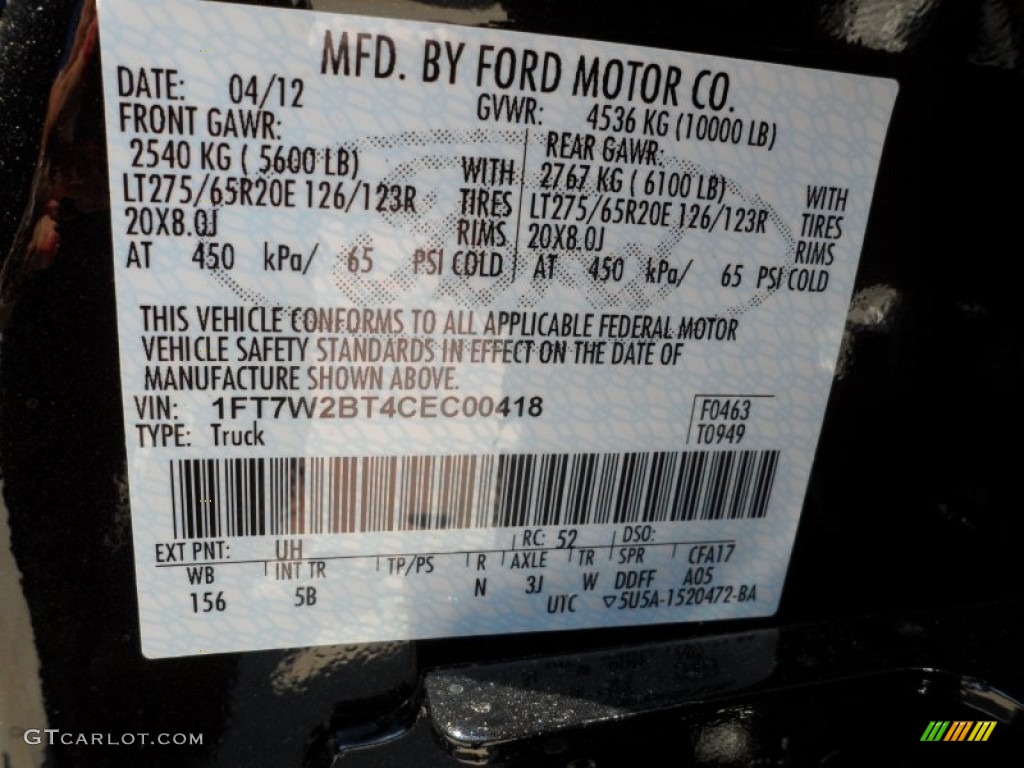 MFD. BY FORD MOTOR CO.
DATE: 04/12 GVWR: 4536 KG (10000 LB)
FRONT GAWR: REAR GAWR:
2540 KG ( 5600 LB) WITH 2767 KG ( 6100 LB) WITH
LT275/65R20E 126/123R TIRES LT275/65R20E 126/123R TIRES
20X8.0J RIMS 20X8.0J RIMS
AT 450 kPa/ 65 PSI COLD AT 450 kPa/ 65 PSI COLD
THIS VEHICLE CONFORMS TO ALL APPLICABLE FEDERAL MOTOR
VEHICLE SAFETY STANDARDS IN EFFECT ON THE DATE OF
MANUFACTURE SHOWN ABOVE.
VIN: 1FT7W2BT4CEC00418 F0463
TYPE: Truck T0949
EXT PNT: UH RC: 52 DSO:
WB INT TR TP/PS R AXLE TR SPR CFA17
156 5B N 3J W DDFF A05
UTC ▽5U5A-1520472-BA
GTCARLOT.COM